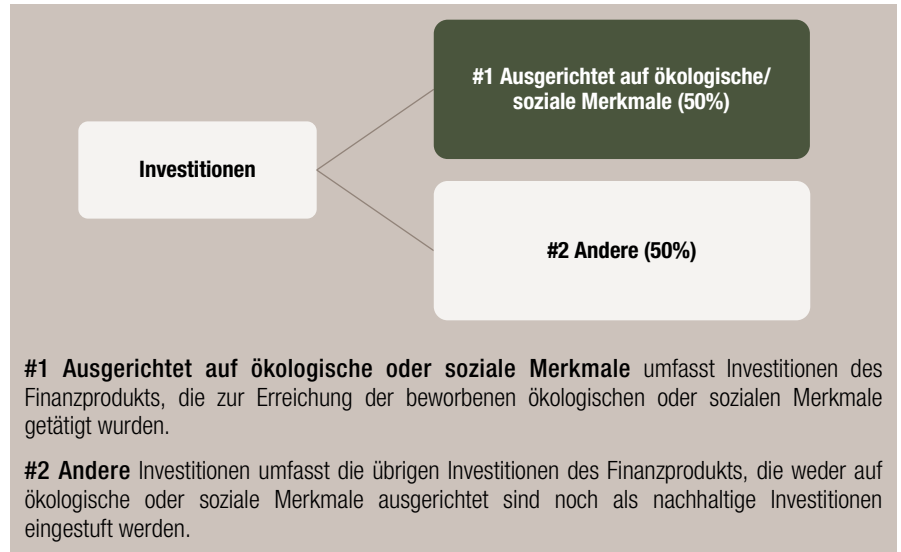 #1 Ausgerichtet auf ökologische/
soziale Merkmale (50%)
Investitionen
#2 Andere (50%)
#1 Ausgerichtet auf ökologische oder soziale Merkmale umfasst Investitionen des
Finanzprodukts, die zur Erreichung der beworbenen ökologischen oder sozialen Merkmale
getätigt wurden.
#2 Andere Investitionen umfasst die übrigen Investitionen des Finanzprodukts, die weder auf
ökologische oder soziale Merkmale ausgerichtet sind noch als nachhaltige Investitionen
eingestuft werden.